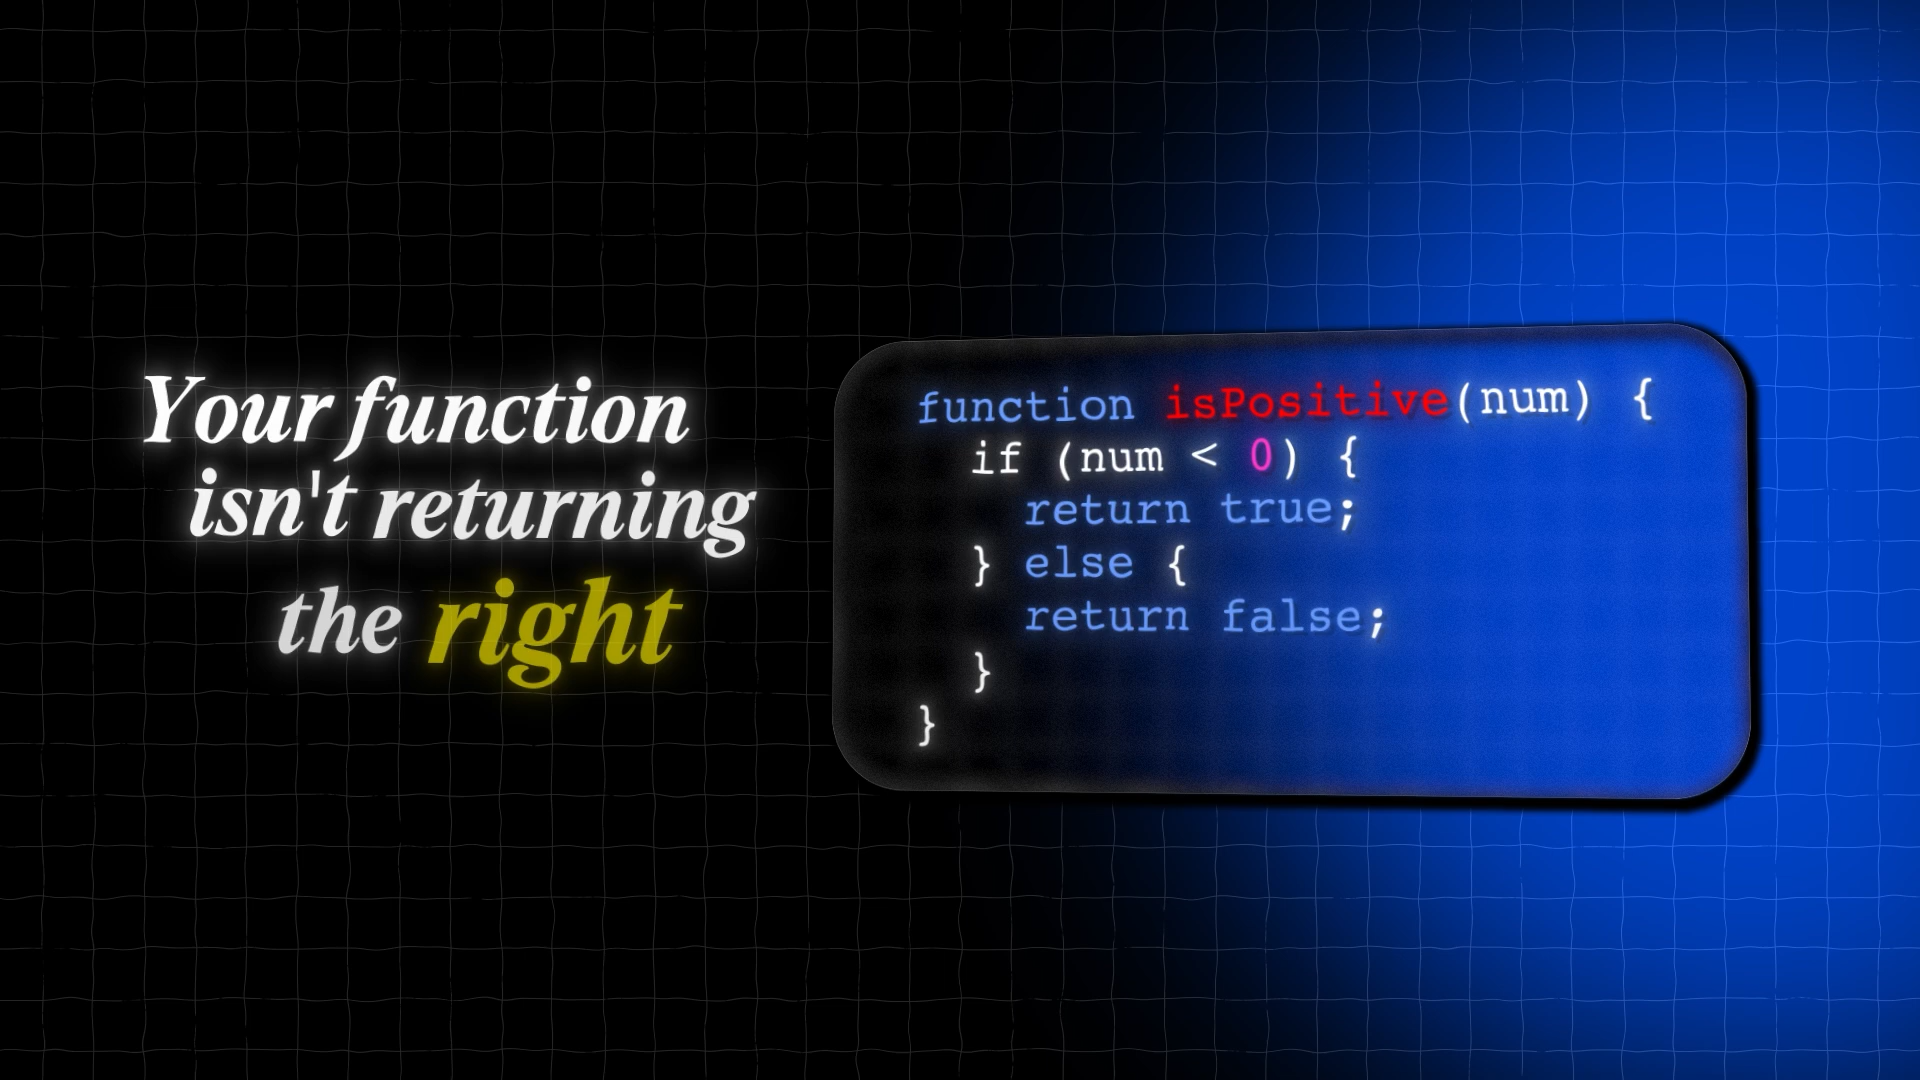 Your function
isn't returning
the right
function isPositive(num) {
  if (num < 0) {
    return true;
  } else {
    return false;
  }
}